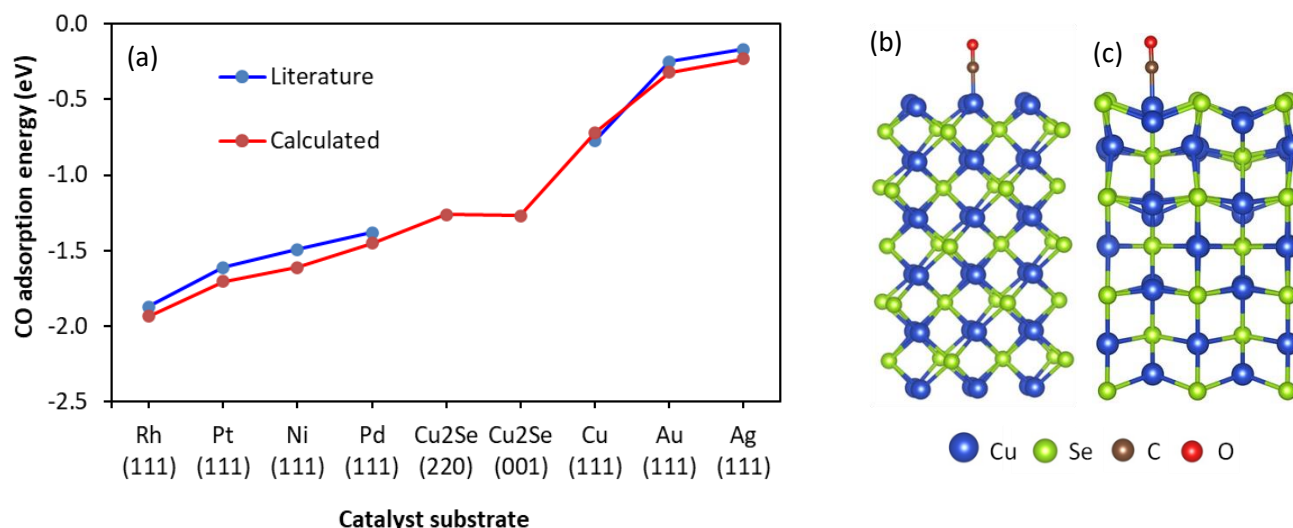 (a)
CO adsorption energy (eV)
0.0
-0.5
-1.0
-1.5
-2.0
-2.5
Literature
Calculated
Rh Pt Ni Pd Cu2Se Cu2Se Cu Au Ag
(111) (111) (111) (111) (220) (001) (111) (111) (111)
Catalyst substrate
(b)
(c)
Cu Se C O